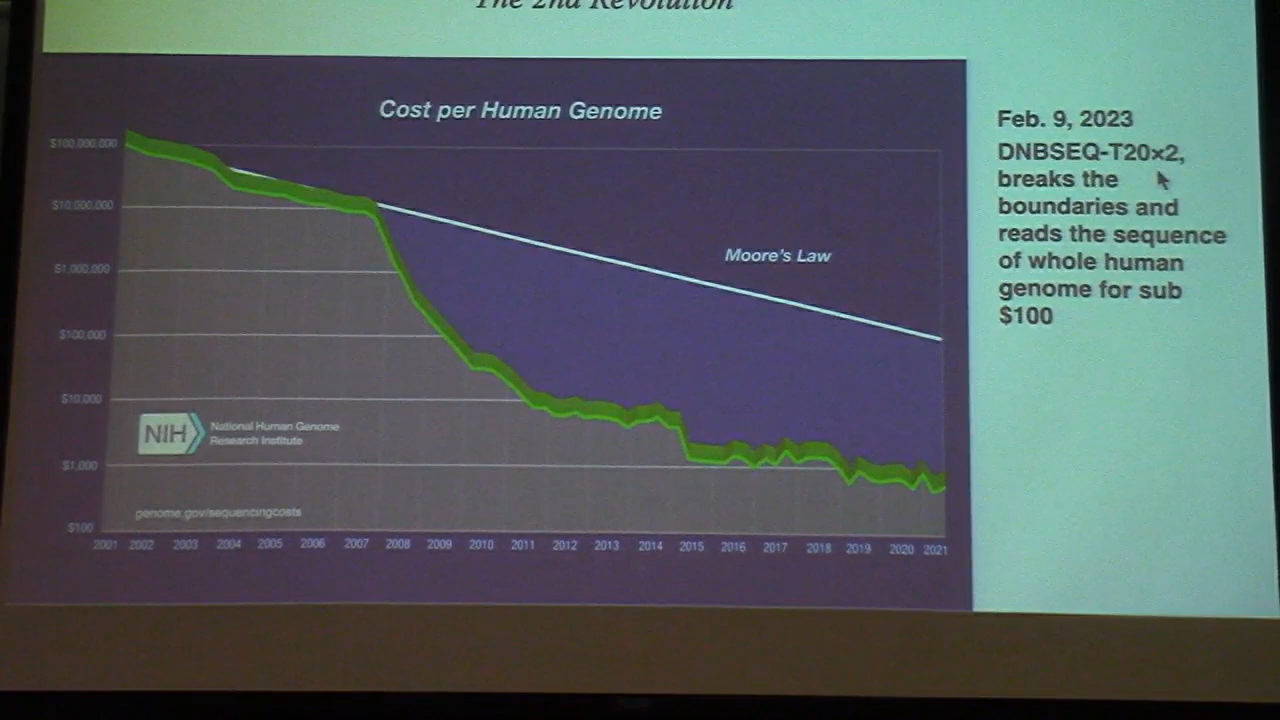 The 2nd Revolution
Cost per Human Genome
$100,000,000
$10,000,000
$1,000,000
$100,000
$10,000
$1,000
$100
Moore's Law
NIH
National Human Genome
Research Institute
genome.gov/sequencingcosts
2001 2002 2003 2004 2005 2006 2007 2008 2009 2010 2011 2012 2013 2014 2015 2016 2017 2018 2019 2020 2021
Feb. 9, 2023
DNBSEQ-T20×2,
breaks the
boundaries and
reads the sequence
of whole human
genome for sub
$100